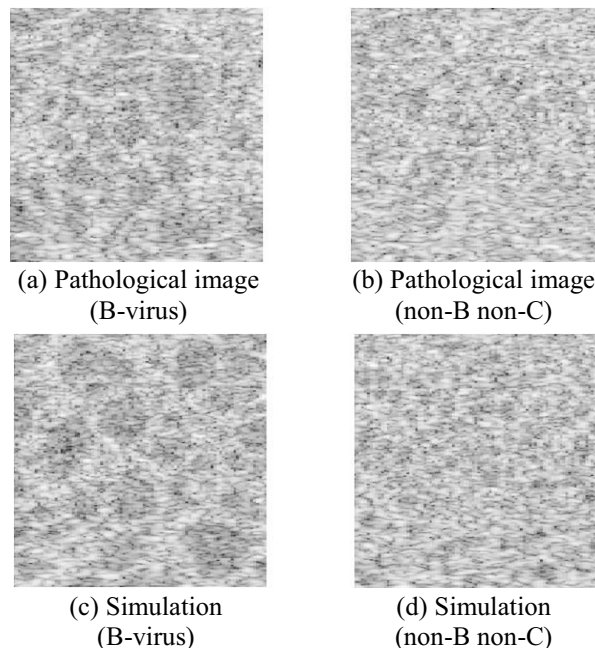 (a) Pathological image
(B-virus)
(b) Pathological image
(non-B non-C)
(c) Simulation
(B-virus)
(d) Simulation
(non-B non-C)